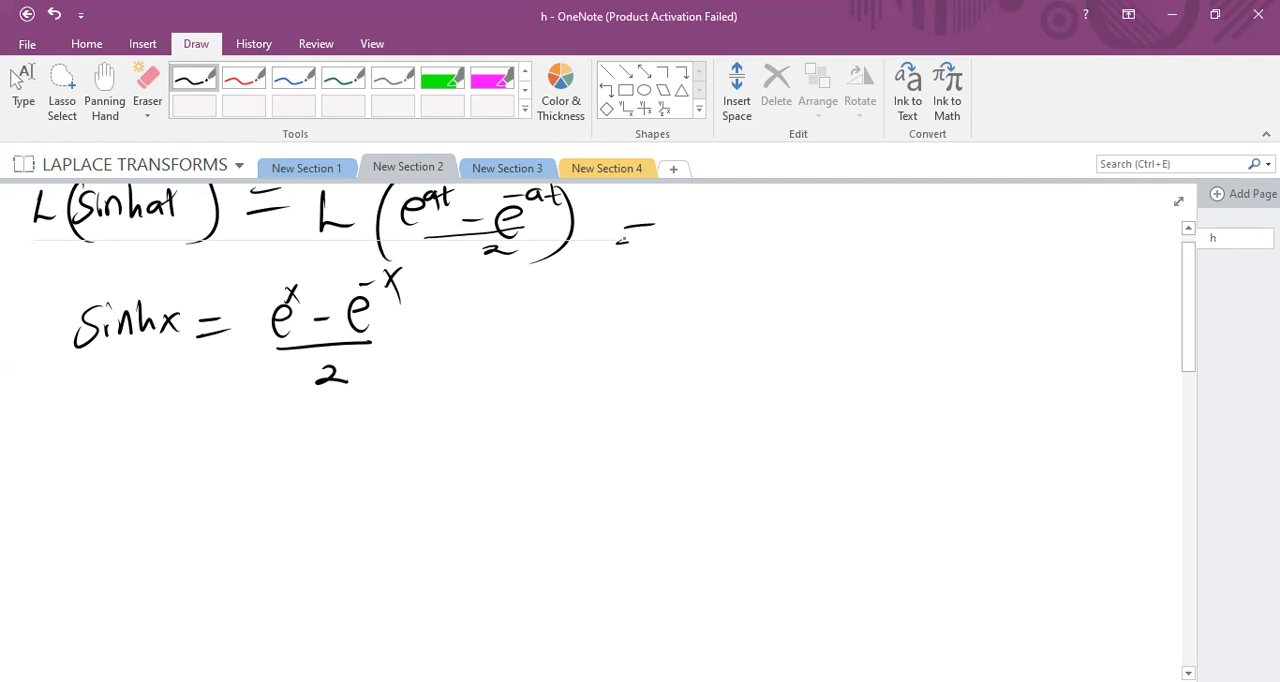 h - OneNote (Product Activation Failed)
?
File Home Insert Draw History Review View
Type Lasso Select Panning Hand Eraser Color & Thickness Insert Space Delete Arrange Rotate Ink to Text Ink to Math
Tools Shapes Edit Convert
LAPLACE TRANSFORMS New Section 1 New Section 2 New Section 3 New Section 4 + Search (Ctrl+E)
Add Page
h
L(sinhat) = L(e^at - e^-at / 2) =
sinhx = e^x - e^-x / 2